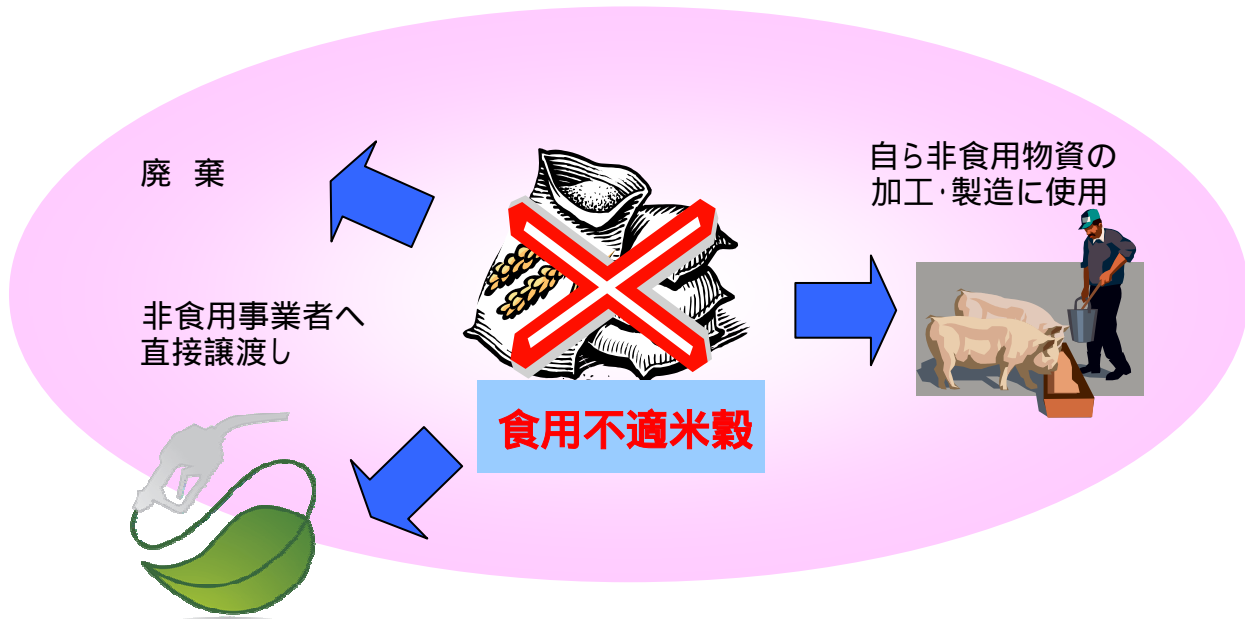 廃 棄
自ら非食用物資の
加工・製造に使用
非食用事業者へ
直接譲渡し
食用不適米穀